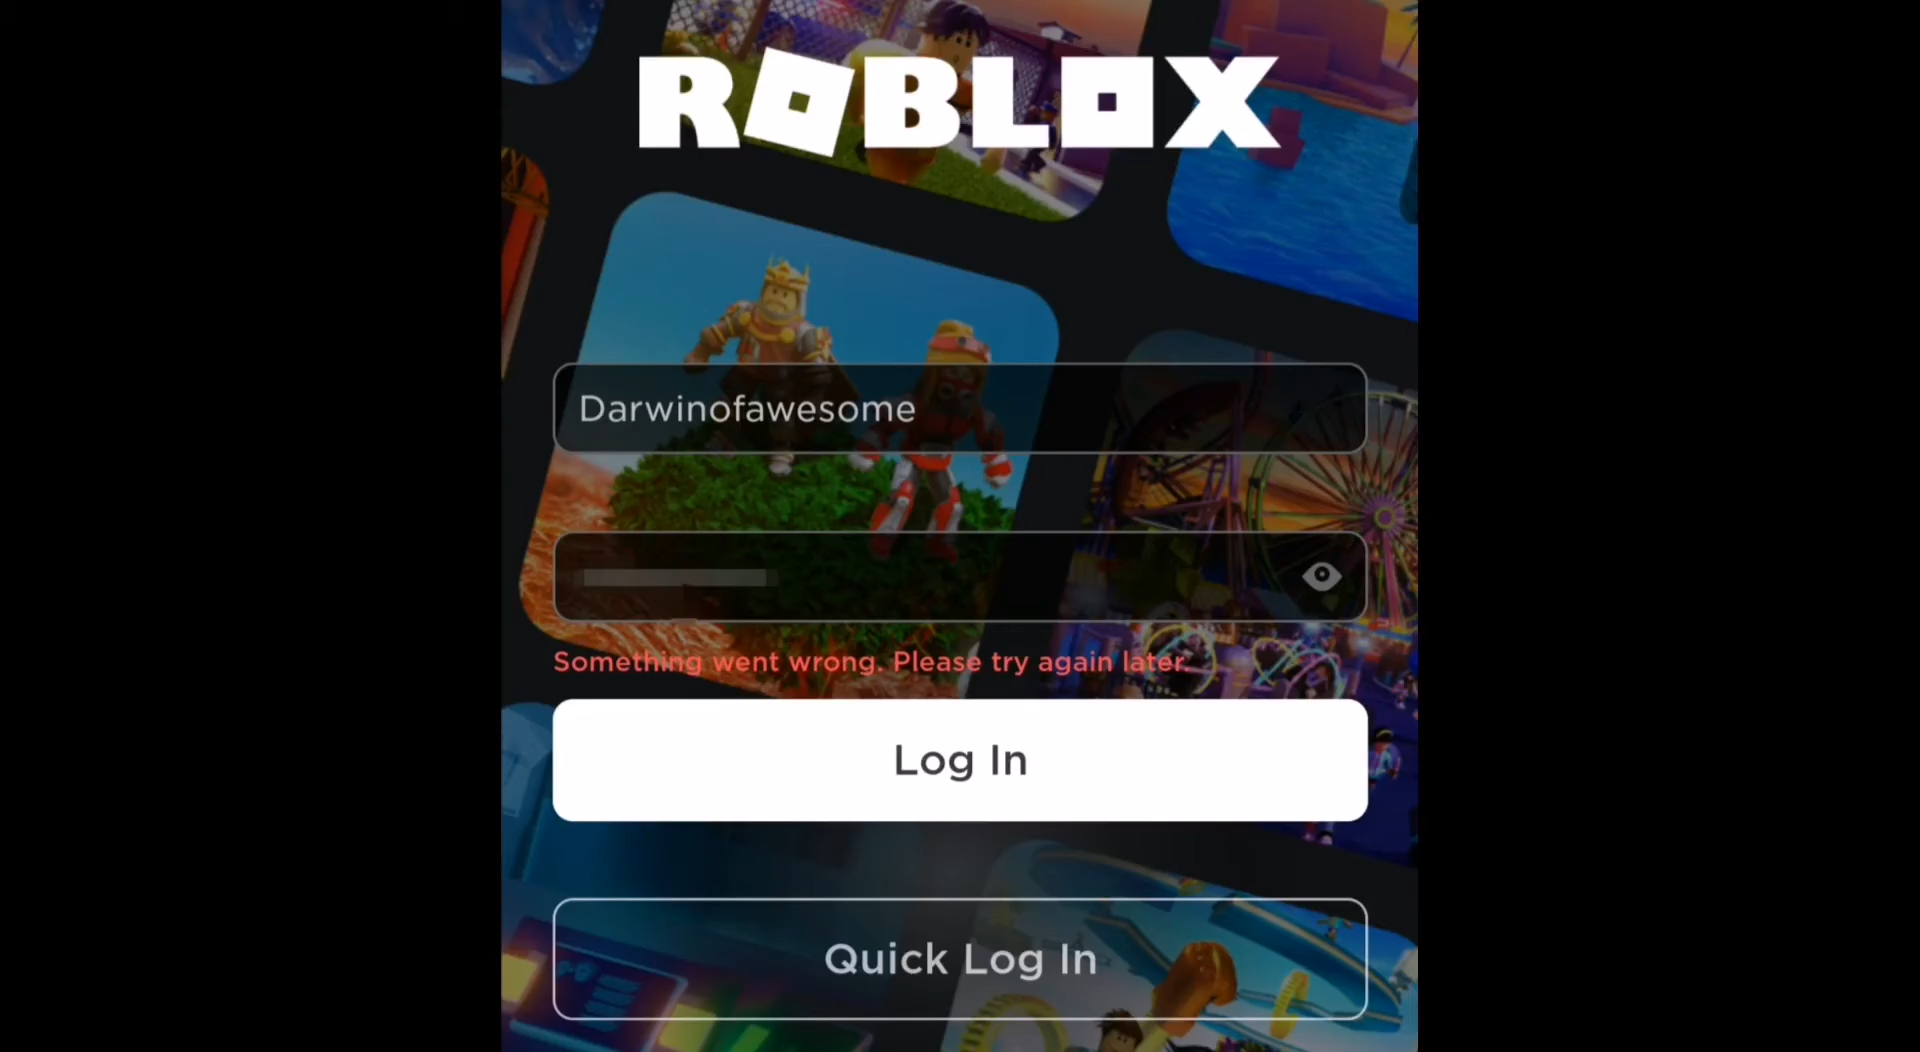 ROBLOX
Darwinofawesome
Something went wrong. Please try again later.
Log In
Quick Log In